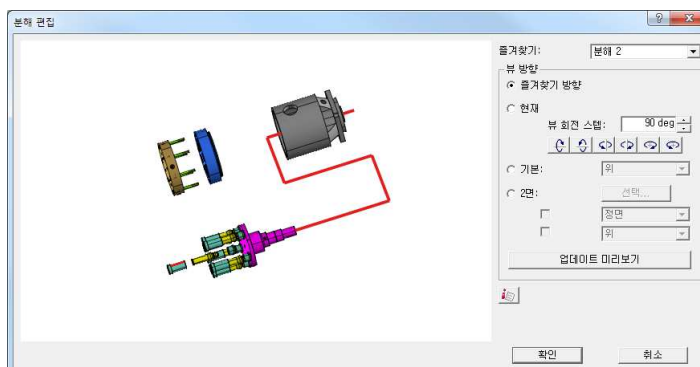 분해 편집
즐겨찾기: 분해 2
뷰 방향
즐겨찾기 방향
현재
뷰 회전 스텝: 90 deg
기본: 위
2면: 선택...
정면
위
업데이트 미리보기
확인 취소